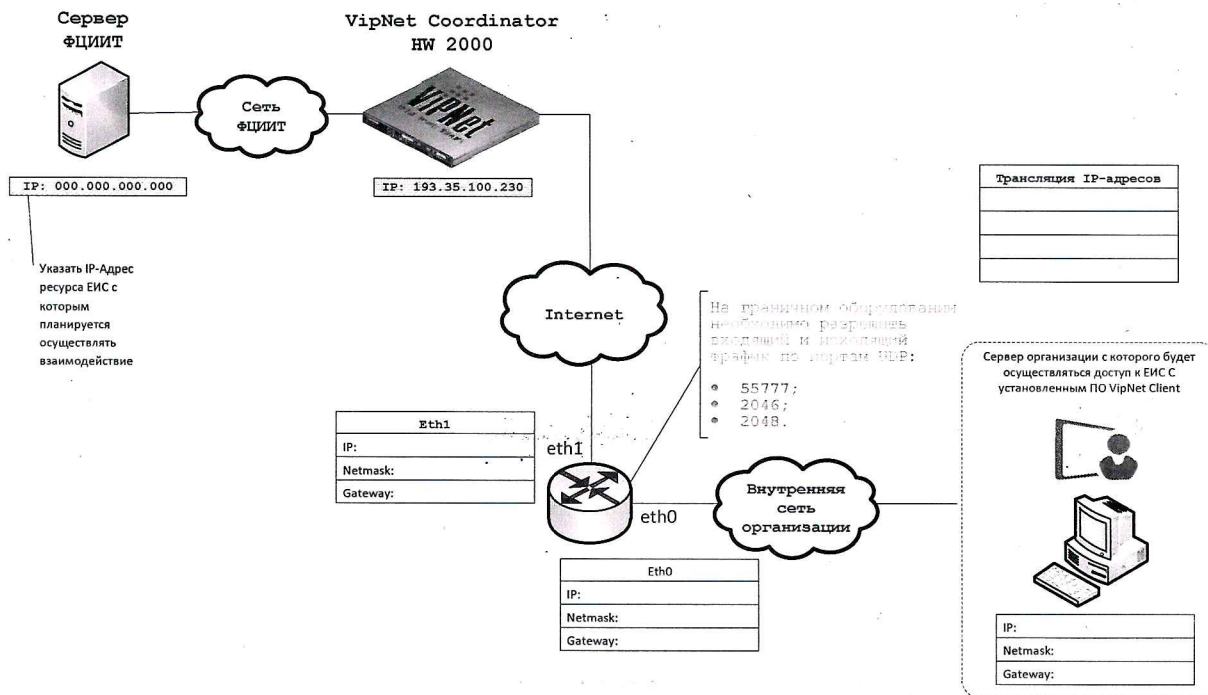 Сервер
ФЦИИТ
VipNet Coordinator
HW 2000
Сеть
ФЦИИТ
ViPNet
IP: 000.000.000.000
IP: 193.35.100.230
Трансляция IP-адресов
Указать IP-Адрес
ресурса ЕИС с
которым
планируется
осуществлять
взаимодействие
Internet
На граничном оборудовании
необходимо разрешить
входящий и исходящий
трафик по портам UDP:
• 55777;
• 2046;
• 2048.
Сервер организации с которого будет
осуществляться доступ к ЕИС С
установленным ПО VipNet Client
Eth1
IP:
Netmask:
Gateway:
eth1
eth0
Внутренняя
сеть
организации
Eth0
IP:
Netmask:
Gateway:
IP:
Netmask:
Gateway: